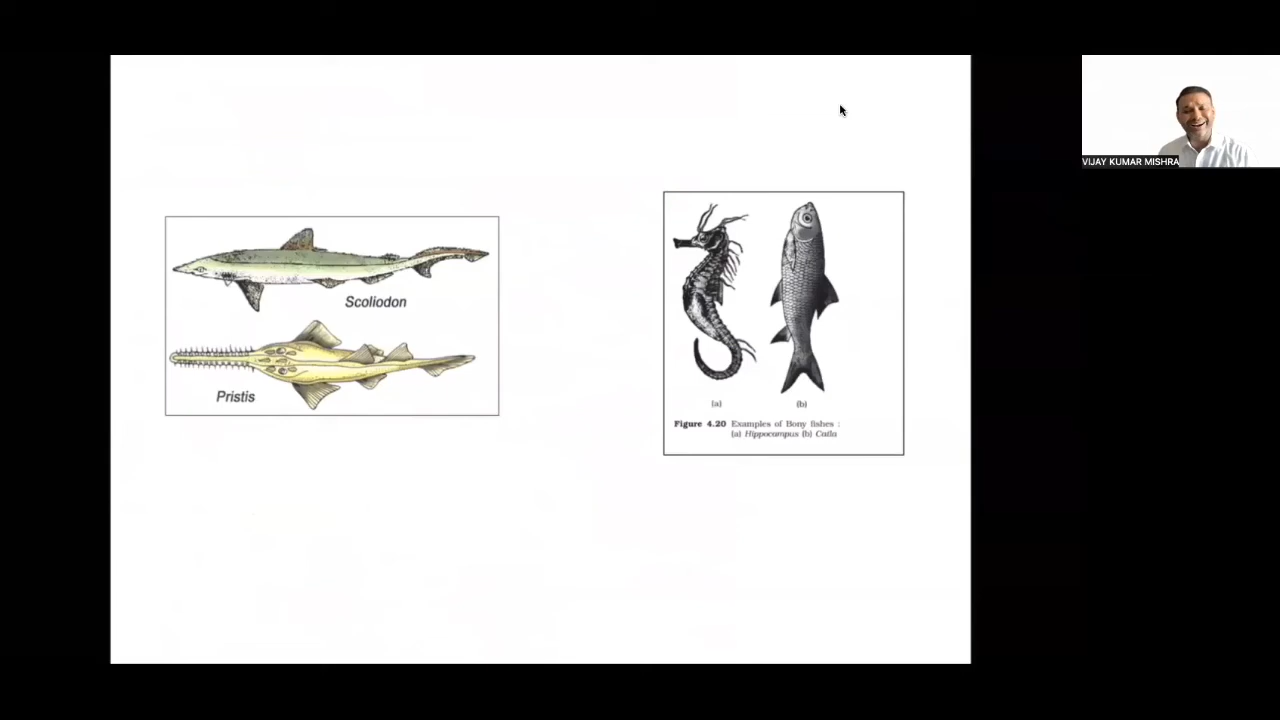 VIJAY KUMAR MISHRA
Scoliodon
Pristis
(a) (b)
Figure 4.20 Examples of Bony fishes :
(a) Hippocampus (b) Catla